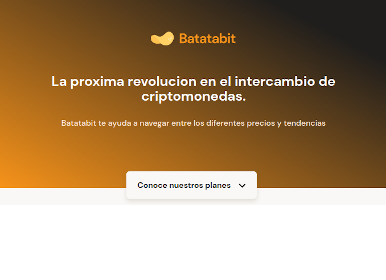 Batatabit
La proxima revolucion en el intercambio de
criptomonedas.
Batatabit te ayuda a navegar entre los diferentes precios y tendencias
Conoce nuestros planes